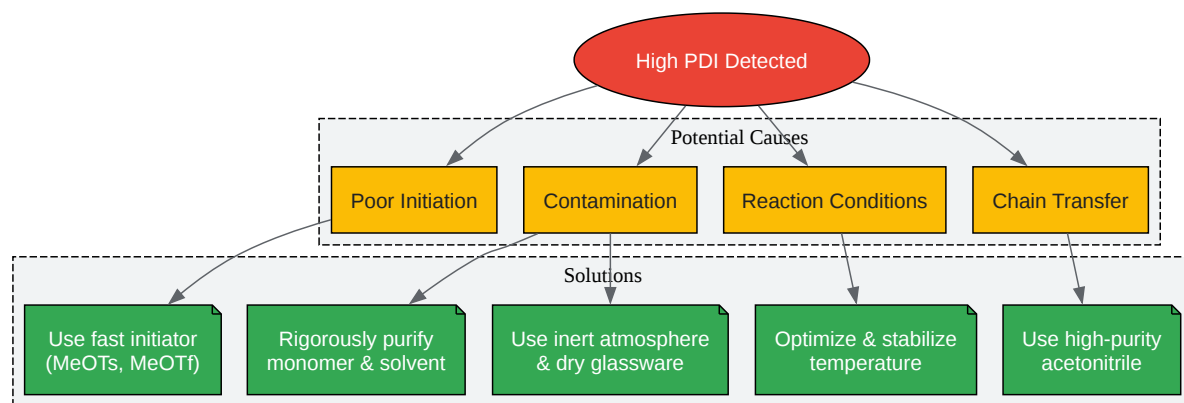 High PDI Detected
Potential Causes
Poor Initiation
Contamination
Reaction Conditions
Chain Transfer
Solutions
Use fast initiator
(MeOTs, MeOTf)
Rigorously purify
monomer & solvent
Use inert atmosphere
& dry glassware
Optimize & stabilize
temperature
Use high-purity
acetonitrile